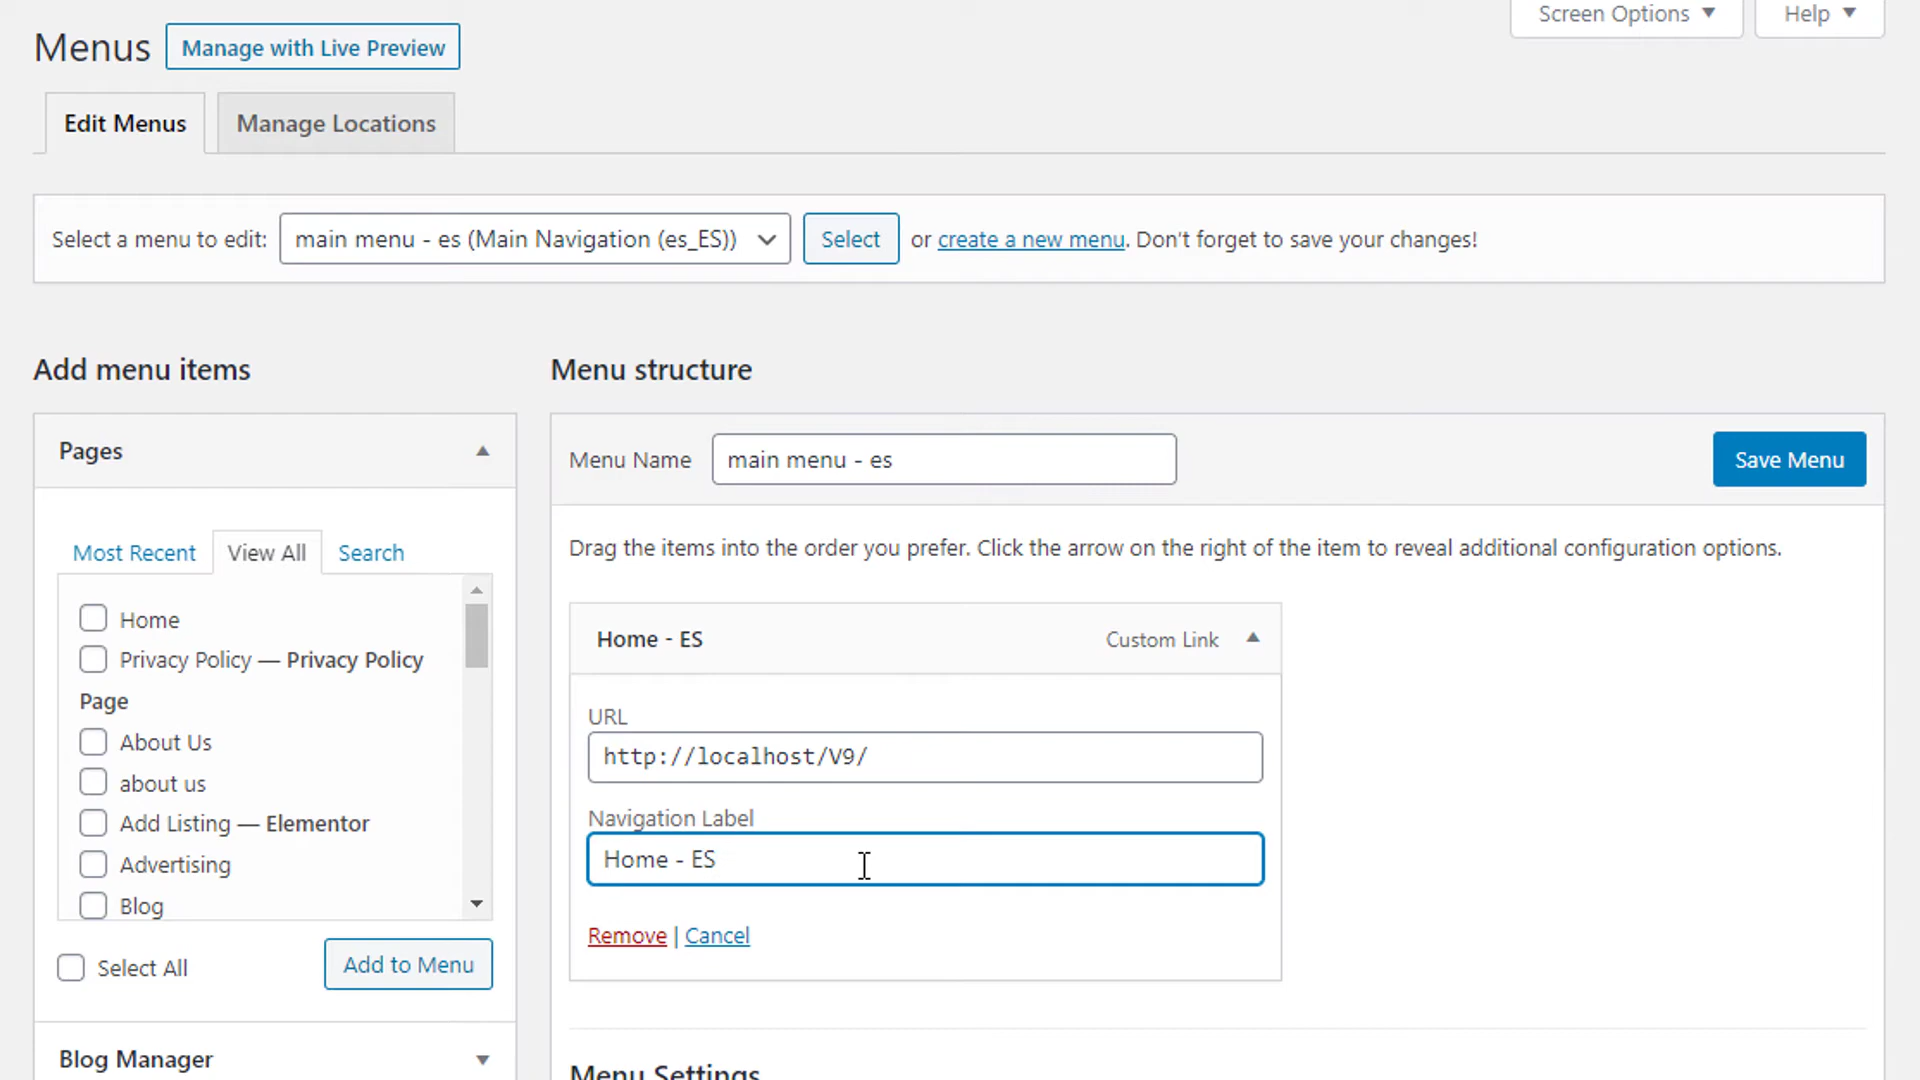 Screen Options ▼
Help ▼
Menus
Manage with Live Preview
Edit Menus
Manage Locations
Select a menu to edit:
main menu - es (Main Navigation (es_ES))
Select
or create a new menu. Don't forget to save your changes!
Add menu items
Menu structure
Pages
Menu Name
main menu - es
Save Menu
Most Recent
View All
Search
Drag the items into the order you prefer. Click the arrow on the right of the item to reveal additional configuration options.
Home
Privacy Policy — Privacy Policy
Page
About Us
about us
Add Listing — Elementor
Advertising
Blog
Select All
Add to Menu
Blog Manager
Home - ES
Custom Link
URL
http://localhost/V9/
Navigation Label
Home - ES
Remove | Cancel
Menu Settings